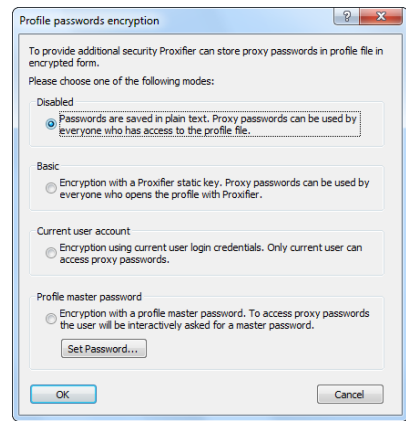 Profile passwords encryption
To provide additional security Proxifier can store proxy passwords in profile file in
encrypted form.
Please choose one of the following modes:
Disabled
Passwords are saved in plain text. Proxy passwords can be used by
everyone who has access to the profile file.
Basic
Encryption with a Proxifier static key. Proxy passwords can be used by
everyone who opens the profile with Proxifier.
Current user account
Encryption using current user login credentials. Only current user can
access proxy passwords.
Profile master password
Encryption with a profile master password. To access proxy passwords
the user will be interactively asked for a master password.
Set Password...
OK
Cancel